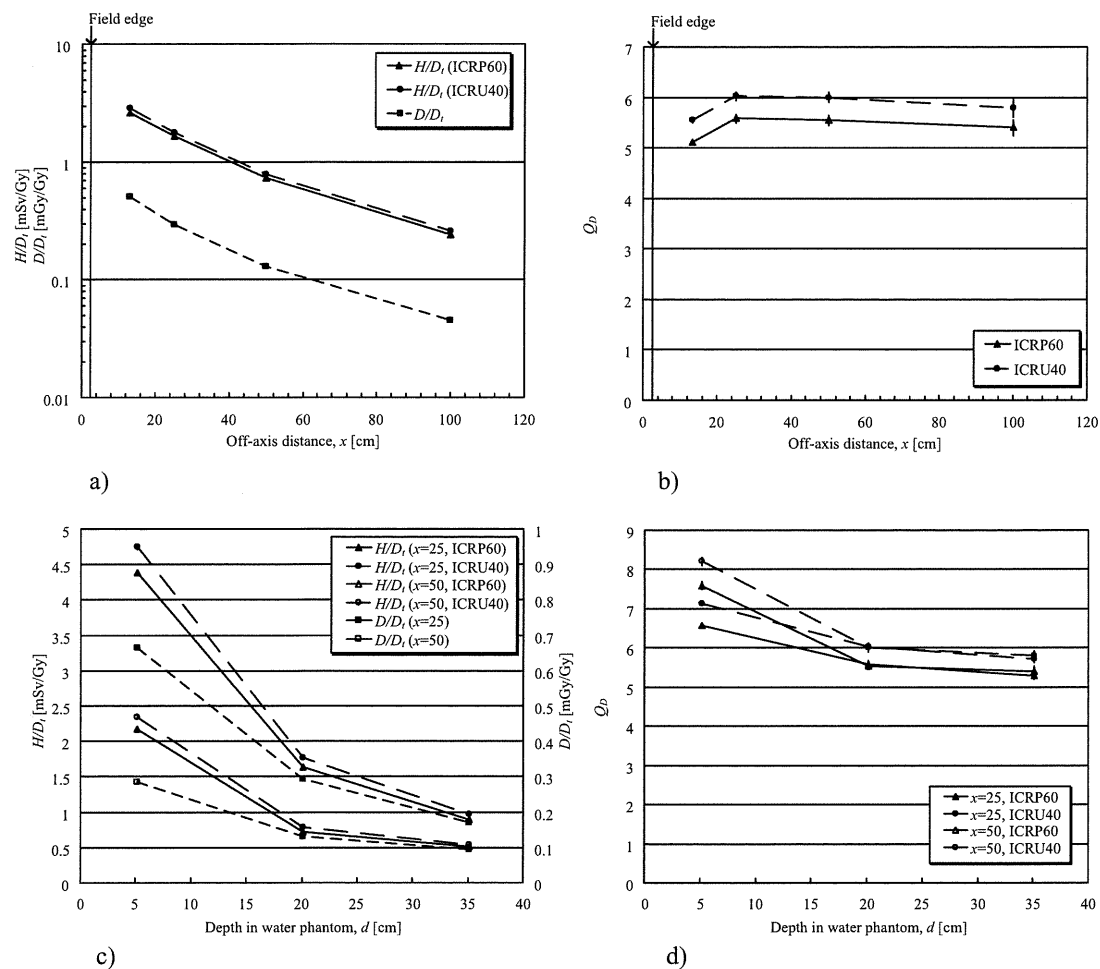 Field edge
10
1
0.1
0.01
H/Dt [mSv/Gy]
D/Dt [mGy/Gy]
H/Dt (ICRP60)
H/Dt (ICRU40)
D/Dt
0 20 40 60 80 100 120
Off-axis distance, x [cm]
a)
Field edge
7
6
5
4
3
2
1
0
QD
ICRP60
ICRU40
0 20 40 60 80 100 120
Off-axis distance, x [cm]
b)
5
4.5
4
3.5
3
2.5
2
1.5
1
0.5
0
H/Dt [mSv/Gy]
H/Dt (x=25, ICRP60)
H/Dt (x=25, ICRU40)
H/Dt (x=50, ICRP60)
H/Dt (x=50, ICRU40)
D/Dt (x=25)
D/Dt (x=50)
1
0.9
0.8
0.7
0.6
0.5
0.4
0.3
0.2
0.1
0
D/Dt [mGy/Gy]
0 5 10 15 20 25 30 35 40
Depth in water phantom, d [cm]
c)
9
8
7
6
5
4
3
2
1
0
QD
x=25, ICRP60
x=25, ICRU40
x=50, ICRP60
x=50, ICRU40
0 5 10 15 20 25 30 35 40
Depth in water phantom, d [cm]
d)